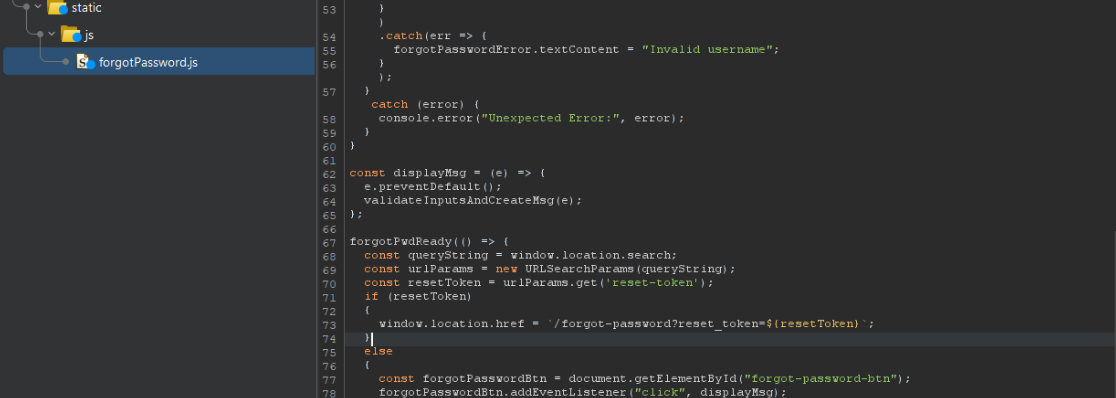 static
js
forgotPassword.js
53 }
)
54 .catch(err => {
55 forgotPasswordError.textContent = "Invalid username";
56 }
);
57 }
catch (error) {
58 console.error("Unexpected Error:", error);
59 }
60 }
61
62 const displayMsg = (e) => {
63 e.preventDefault();
64 validateInputsAndCreateMsg(e);
65 };
66
67 forgotPwdReady(() => {
68 const queryString = window.location.search;
69 const urlParams = new URLSearchParams(queryString);
70 const resetToken = urlParams.get('reset-token');
71 if (resetToken)
72 {
73 window.location.href = `/forgot-password?reset_token=${resetToken}`;
74 }
75 else
76 {
77 const forgotPasswordBtn = document.getElementById("forgot-password-btn");
78 forgotPasswordBtn.addEventListener("click", displayMsg);